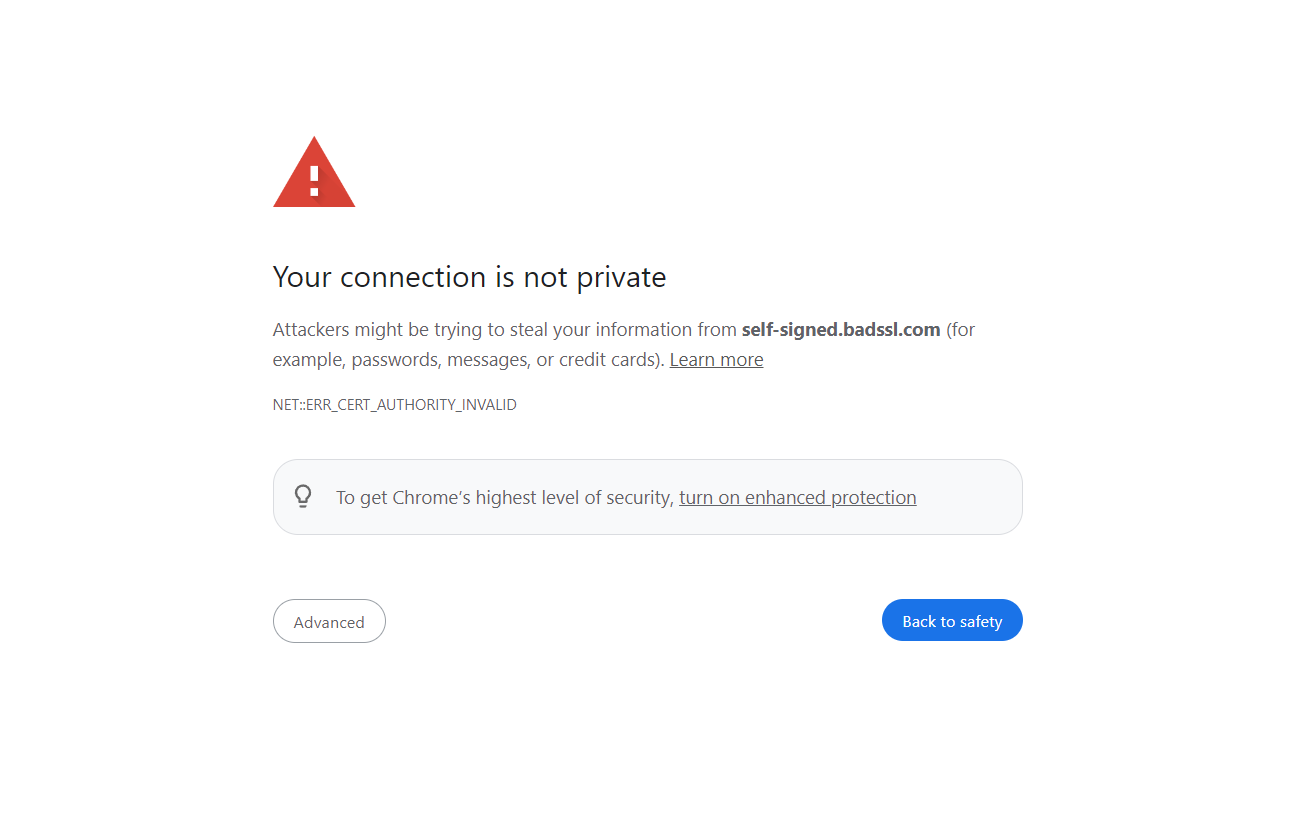 Your connection is not private
Attackers might be trying to steal your information from self-signed.badssl.com (for
example, passwords, messages, or credit cards). Learn more
NET::ERR_CERT_AUTHORITY_INVALID
To get Chrome’s highest level of security, turn on enhanced protection
Advanced
Back to safety